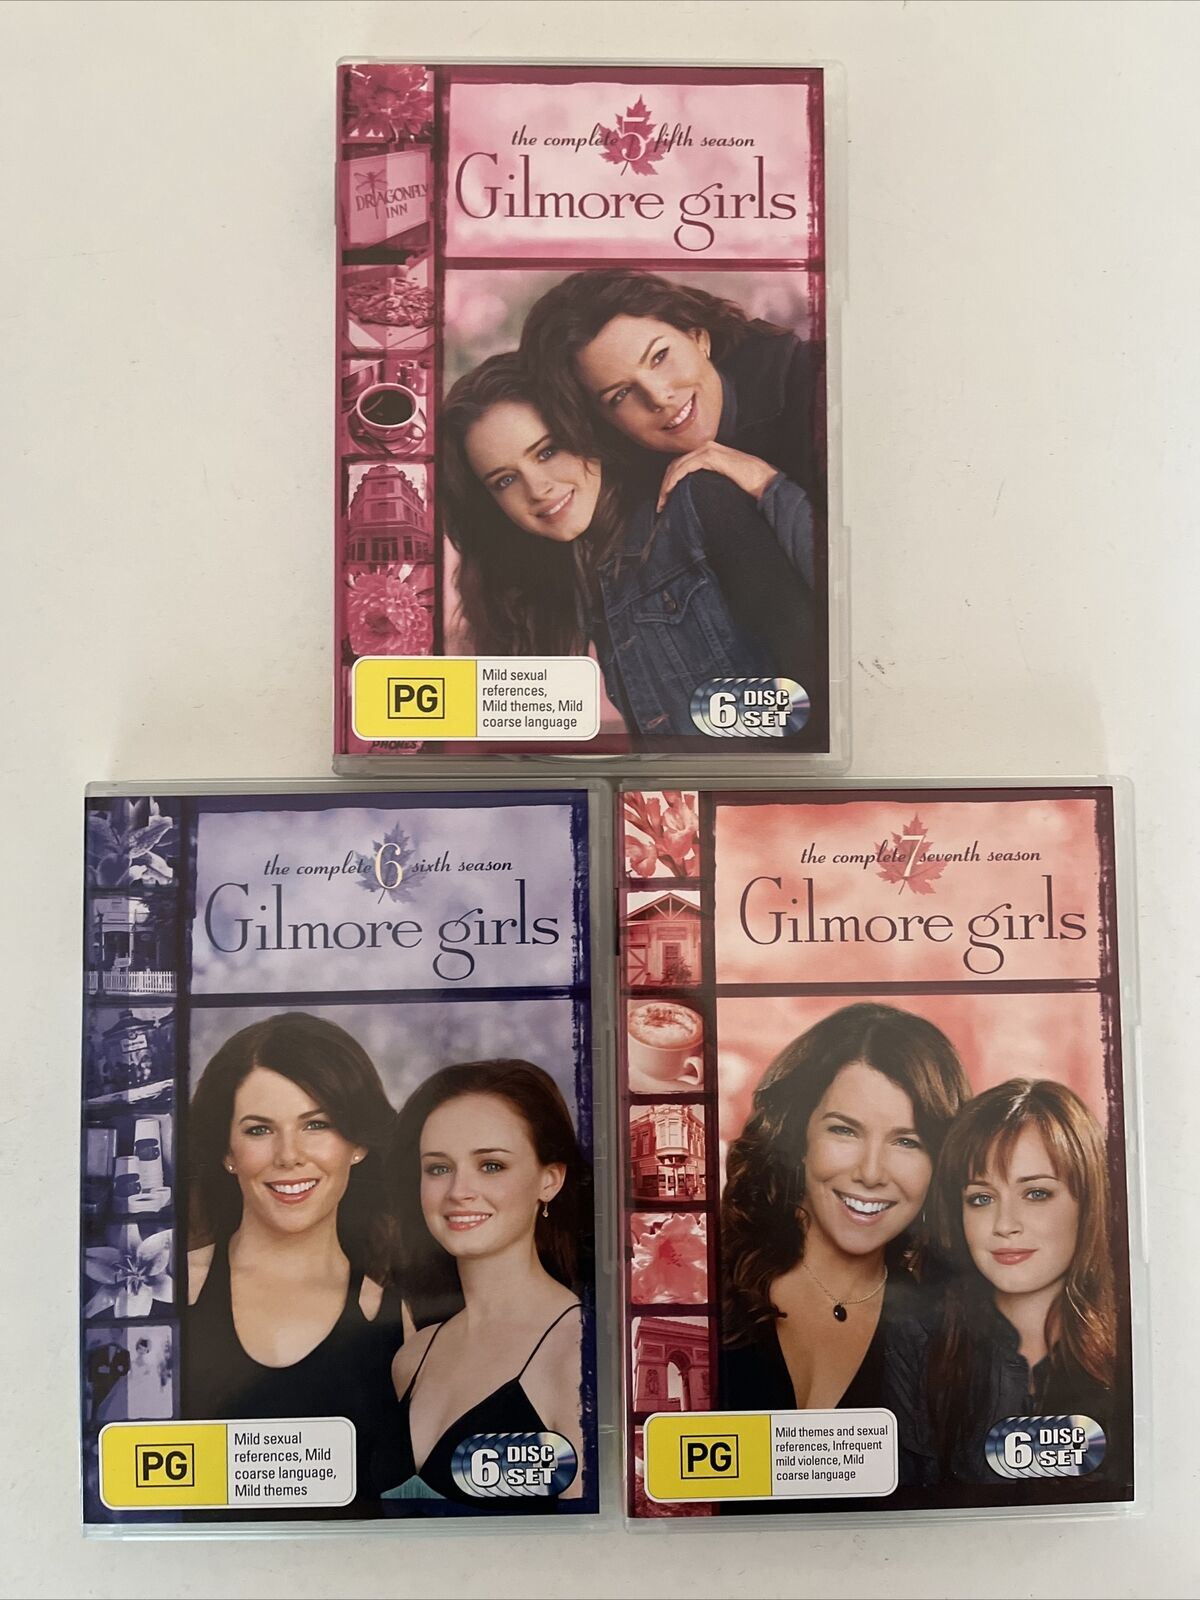 the complete 5 fifth season
Gilmore girls
DRAGONFLY
INN
PG
Mild sexual
references,
Mild themes, Mild
coarse language
6 DISC
SET
PHONES
the complete 6 sixth season
Gilmore girls
PG
Mild sexual
references, Mild
coarse language,
Mild themes
6 DISC
SET
the complete 7 seventh season
Gilmore girls
PG
Mild themes and sexual
references, Infrequent
mild violence, Mild
coarse language
6 DISC
SET